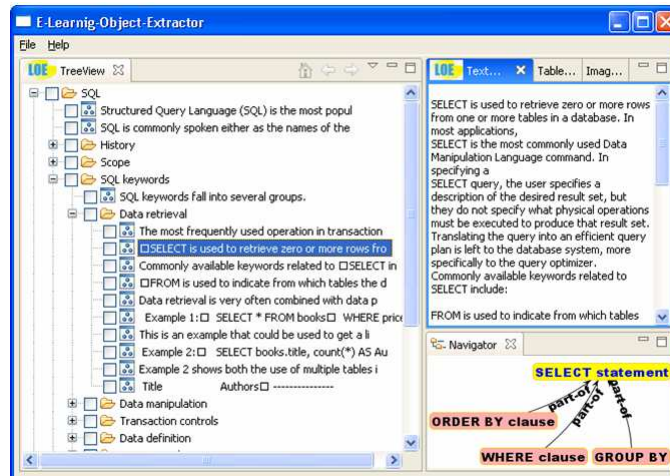 E-Learnig-Object-Extractor
File Help
LOE TreeView
SQL
Structured Query Language (SQL) is the most popul
SQL is commonly spoken either as the names of the
History
Scope
SQL keywords
SQL keywords fall into several groups.
Data retrieval
The most frequently used operation in transaction
□SELECT is used to retrieve zero or more rows fro
Commonly available keywords related to □SELECT in
□FROM is used to indicate from which tables the d
Data retrieval is very often combined with data p
Example 1:□ SELECT * FROM books□ WHERE price
This is an example that could be used to get a li
Example 2:□ SELECT books.title, count(*) AS Au
Example 2 shows both the use of multiple tables i
Title Authors□ ---------------
Data manipulation
Transaction controls
Data definition
LOE Text... Table... Imag...
SELECT is used to retrieve zero or more rows
from one or more tables in a database. In
most applications,
SELECT is the most commonly used Data
Manipulation Language command. In
specifying a
SELECT query, the user specifies a
description of the desired result set, but
they do not specify what physical operations
must be executed to produce that result set.
Translating the query into an efficient query
plan is left to the database system, more
specifically to the query optimizer.
Commonly available keywords related to
SELECT include:
FROM is used to indicate from which tables
Navigator
SELECT statement
part-of
part-of
part-of
ORDER BY clause
WHERE clause
GROUP BY